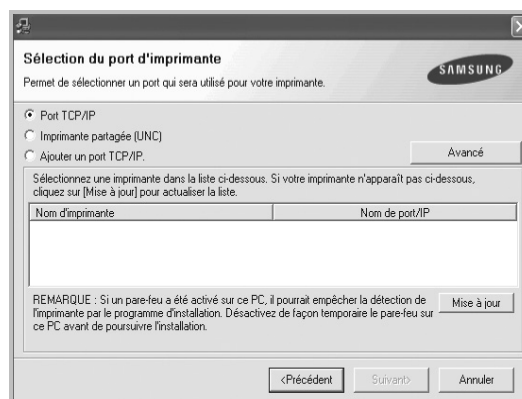 Sélection du port d'imprimante
Permet de sélectionner un port qui sera utilisé pour votre imprimante.
SAMSUNG
Port TCP/IP
Imprimante partagée (UNC)
Ajouter un port TCP/IP.
Avancé
Sélectionnez une imprimante dans la liste ci-dessous. Si votre imprimante n'apparaît pas ci-dessous,
cliquez sur [Mise à jour] pour actualiser la liste.
Nom d'imprimante Nom de port/IP
REMARQUE : Si un pare-feu a été activé sur ce PC, il pourrait empêcher la détection de
l'imprimante par le programme d'installation. Désactivez de façon temporaire le pare-feu sur
ce PC avant de poursuivre l'installation.
Mise à jour
<Précédent Suivant> Annuler